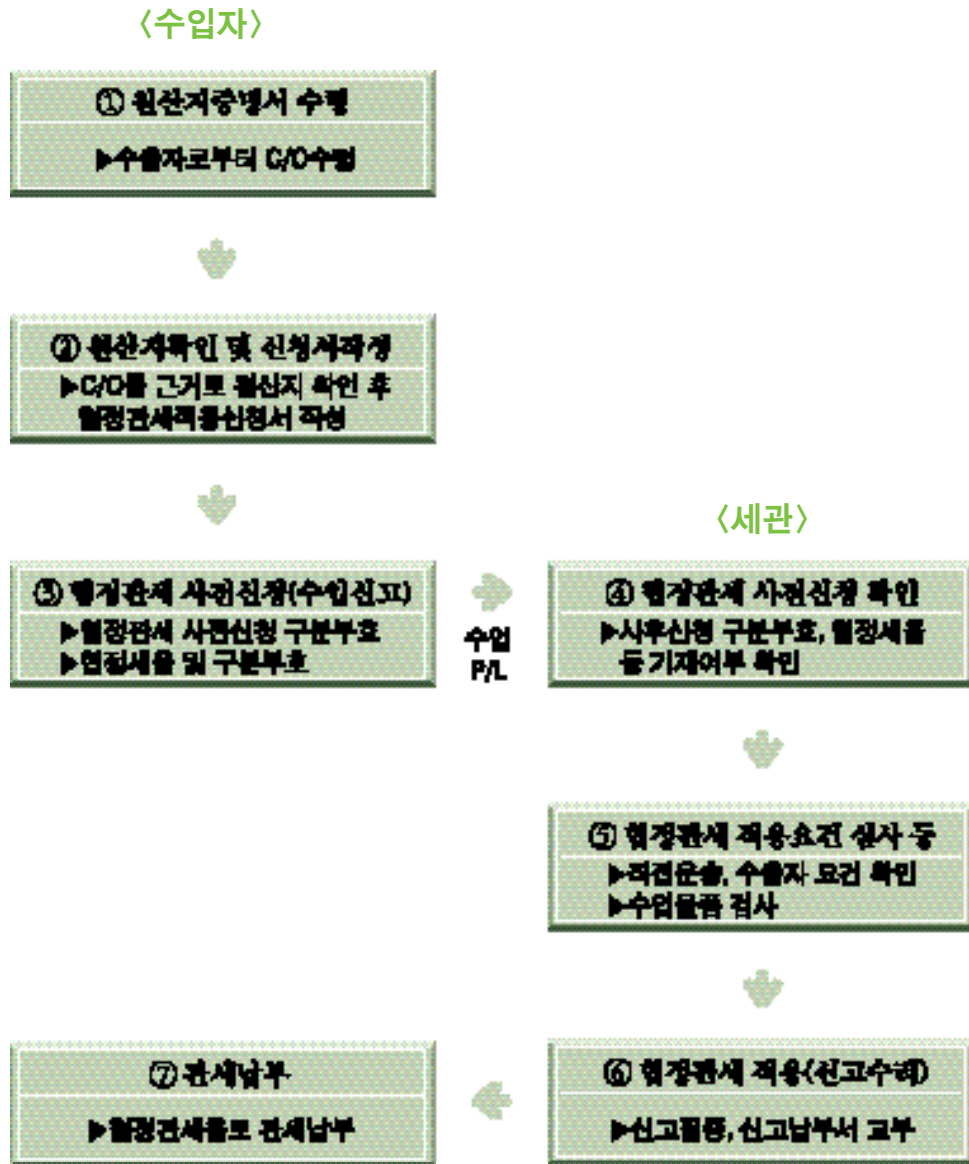 〈수입자〉
① 원산지증명서 수령
▶수출자로부터 C/O수령
② 원산지확인 및 신청서작성
▶C/O를 근거로 원산지 확인 후
협정관세적용신청서 작성
③ 협정관세 사전신청(수입신고)
▶협정관세 사전신청 구분부호
▶협정세율 및 구분부호
수입
P/L
〈세관〉
④ 협정관세 사전신청 확인
▶사후신청 구분부호, 협정세율
등 기재여부 확인
⑤ 협정관세 적용요건 심사 등
▶직접운송, 수출자 요건 확인
▶수입물품 검사
⑥ 협정관세 적용(신고수리)
▶신고필증, 신고납부서 교부
⑦ 관세납부
▶협정관세율로 관세납부